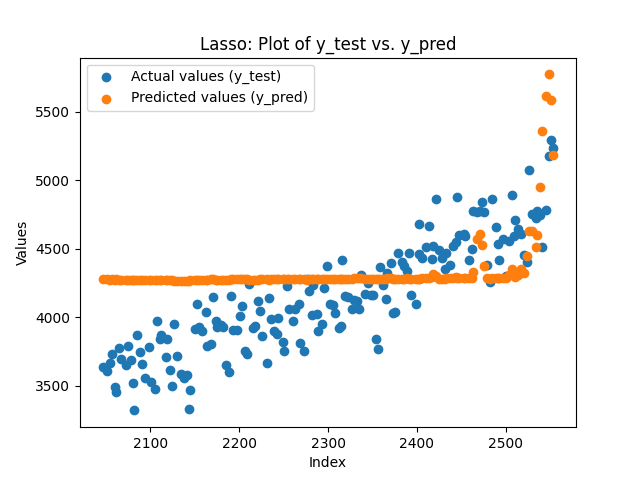 Lasso: Plot of y_test vs. y_pred
Actual values (y_test)
Predicted values (y_pred)
5500
5000
4500
4000
3500
Values
2100
2200
2300
2400
2500
Index